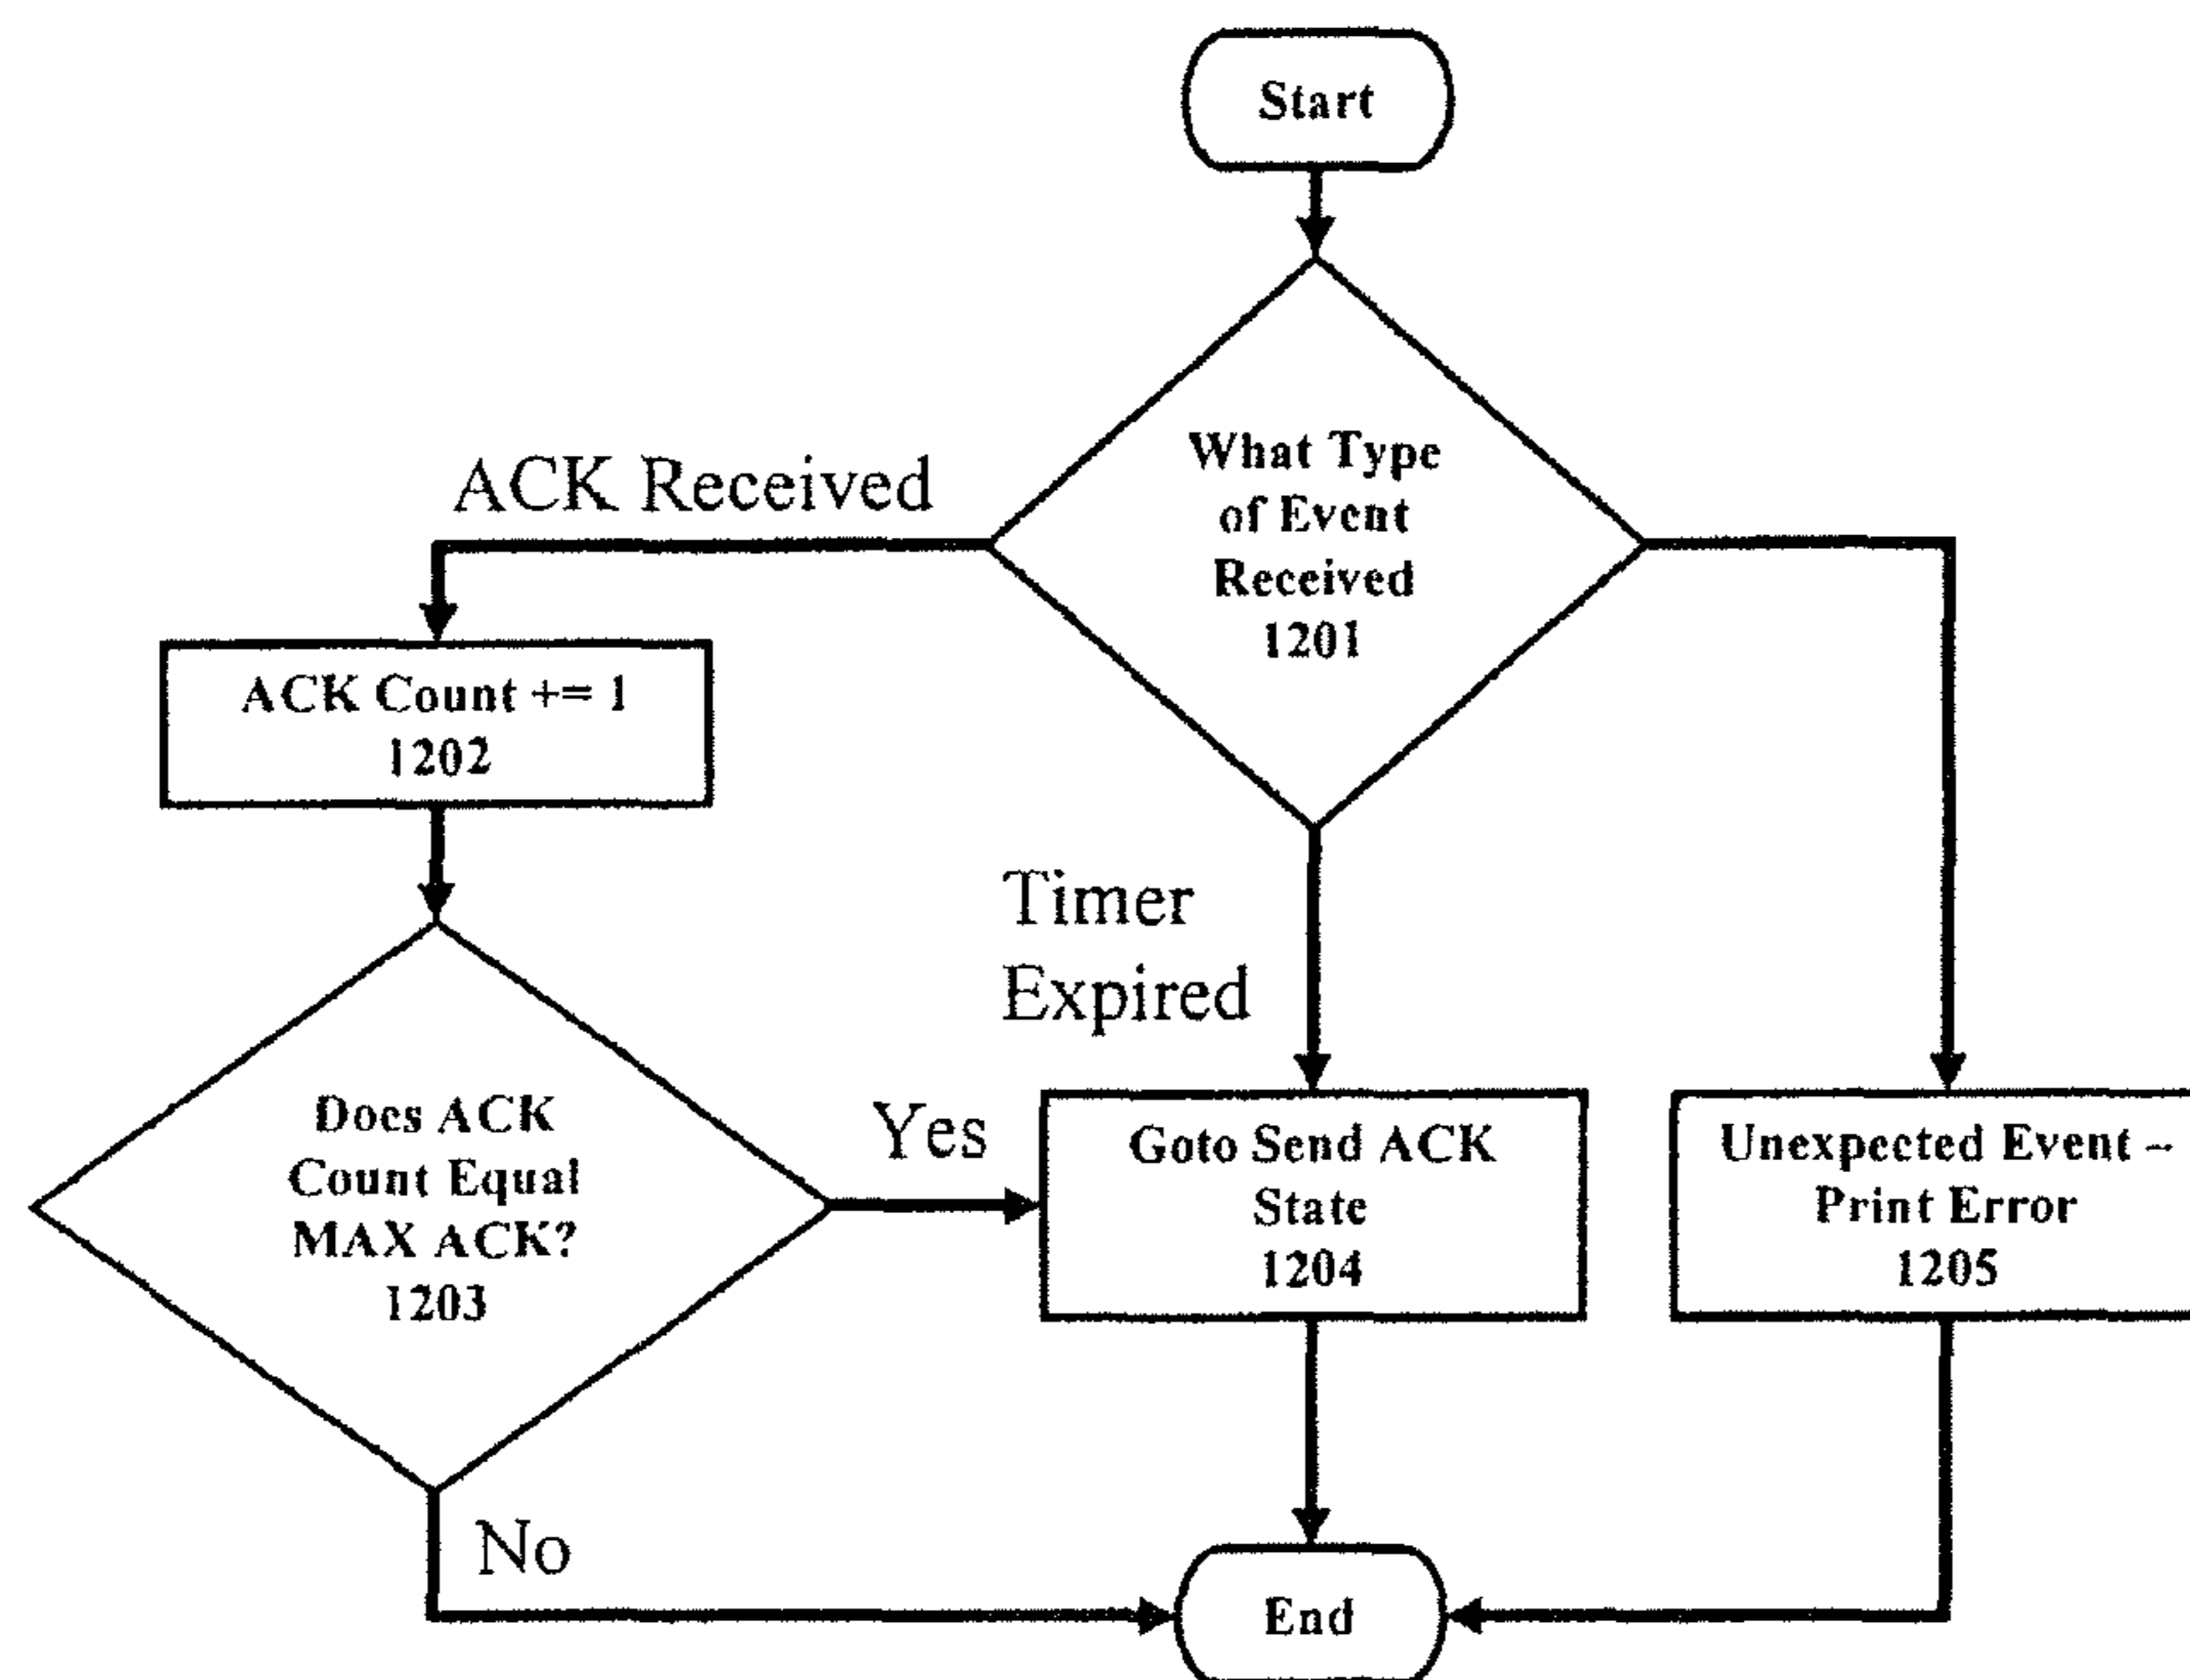 Start
What Type
of Event
Received
1201
ACK Received
ACK Count += 1
1202
Timer
Expired
Does ACK
Count Equal
MAX ACK?
1203
Yes
Goto Send ACK
State
1204
Unexpected Event –
Print Error
1205
No
End